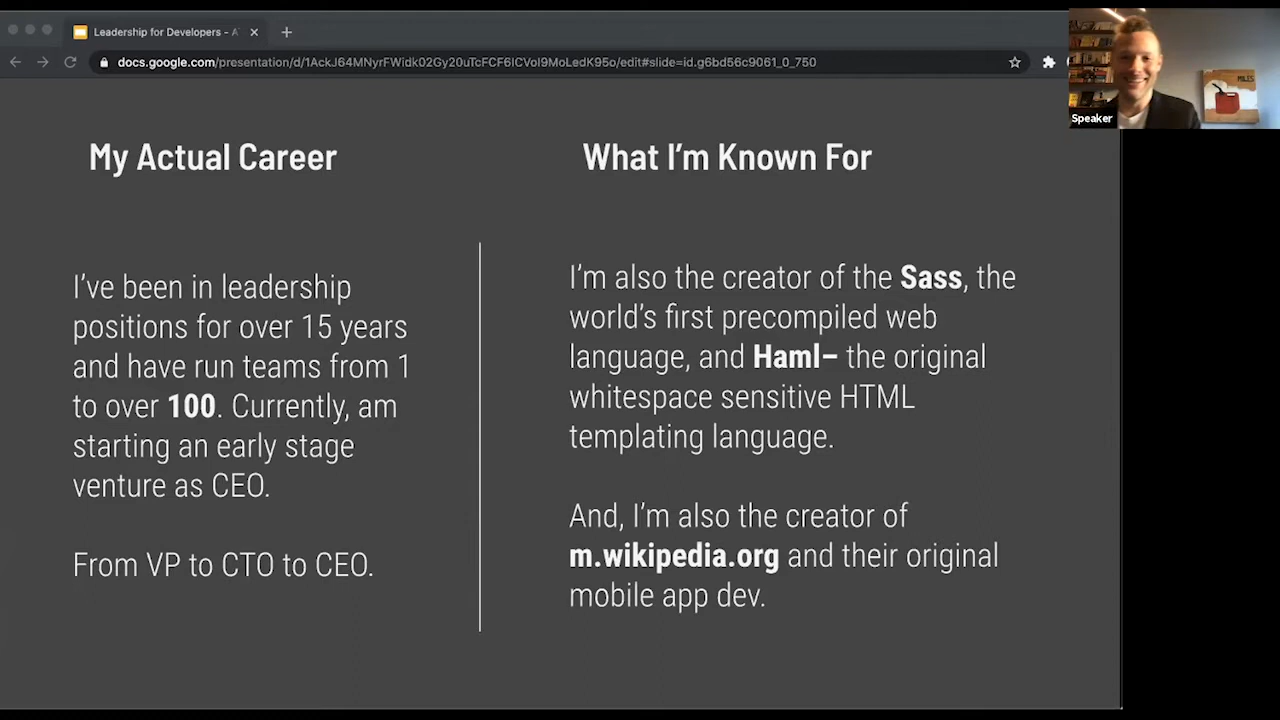 Leadership for Developers - A
docs.google.com/presentation/d/1AckJ64MNyrFWidk02Gy20uTcFCF6ICVoI9MoLedK95o/edit#slide=id.g6bd56c9061_0_750
MILES
Speaker
My Actual Career
I've been in leadership
positions for over 15 years
and have run teams from 1
to over 100. Currently, am
starting an early stage
venture as CEO.
From VP to CTO to CEO.
What I'm Known For
I'm also the creator of the Sass, the
world's first precompiled web
language, and Haml– the original
whitespace sensitive HTML
templating language.
And, I'm also the creator of
m.wikipedia.org and their original
mobile app dev.